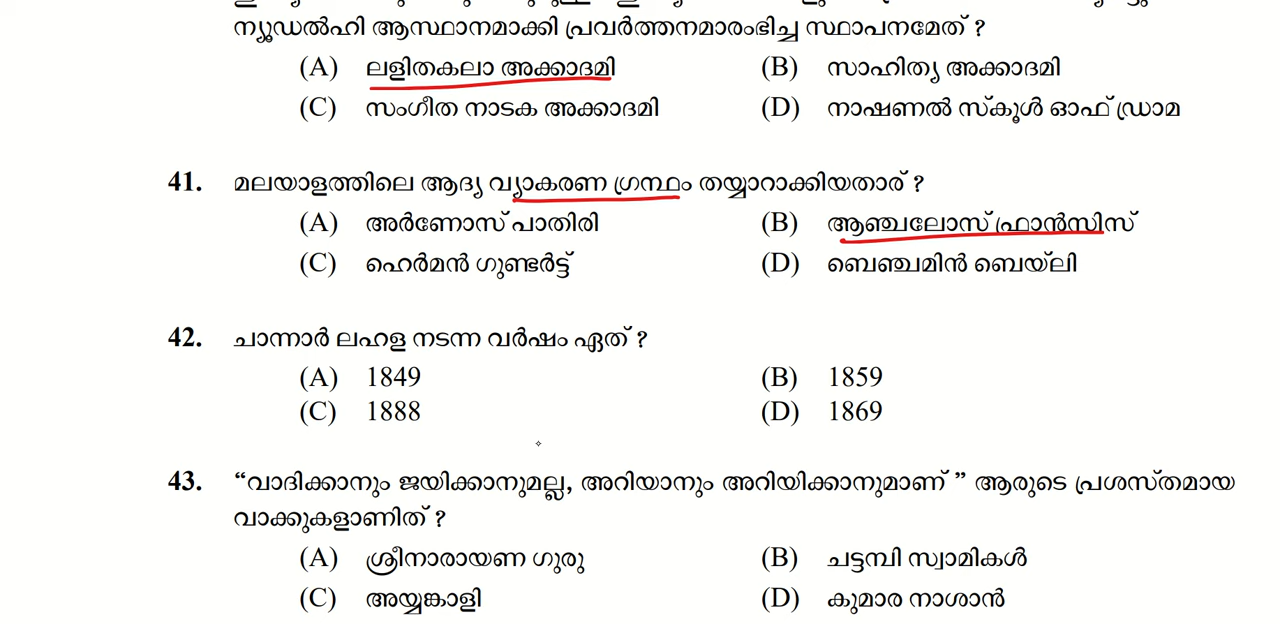 ന്യൂഡൽഹി ആസ്ഥാനമാക്കി പ്രവർത്തനമാരംഭിച്ച സ്ഥാപനമേത് ?
(A) ലളിതകലാ അക്കാദമി (B) സാഹിത്യ അക്കാദമി
(C) സംഗീത നാടക അക്കാദമി (D) നാഷണൽ സ്കൂൾ ഓഫ് ഡ്രാമ
41. മലയാളത്തിലെ ആദ്യ വ്യാകരണ ഗ്രന്ഥം തയ്യാറാക്കിയതാര് ?
(A) അർണോസ് പാതിരി (B) ആഞ്ചലോസ് ഫ്രാൻസിസ്
(C) ഹെർമൻ ഗുണ്ടർട്ട് (D) ബെഞ്ചമിൻ ബെയ്‌ലി
42. ചാന്നാർ ലഹള നടന്ന വർഷം ഏത് ?
(A) 1849 (B) 1859
(C) 1888 (D) 1869
43. “വാദിക്കാനും ജയിക്കാനുമല്ല, അറിയാനും അറിയിക്കാനുമാണ് ” ആരുടെ പ്രശസ്തമായ
വാക്കുകളാണിത് ?
(A) ശ്രീനാരായണ ഗുരു (B) ചട്ടമ്പി സ്വാമികൾ
(C) അയ്യങ്കാളി (D) കുമാര നാശാൻ